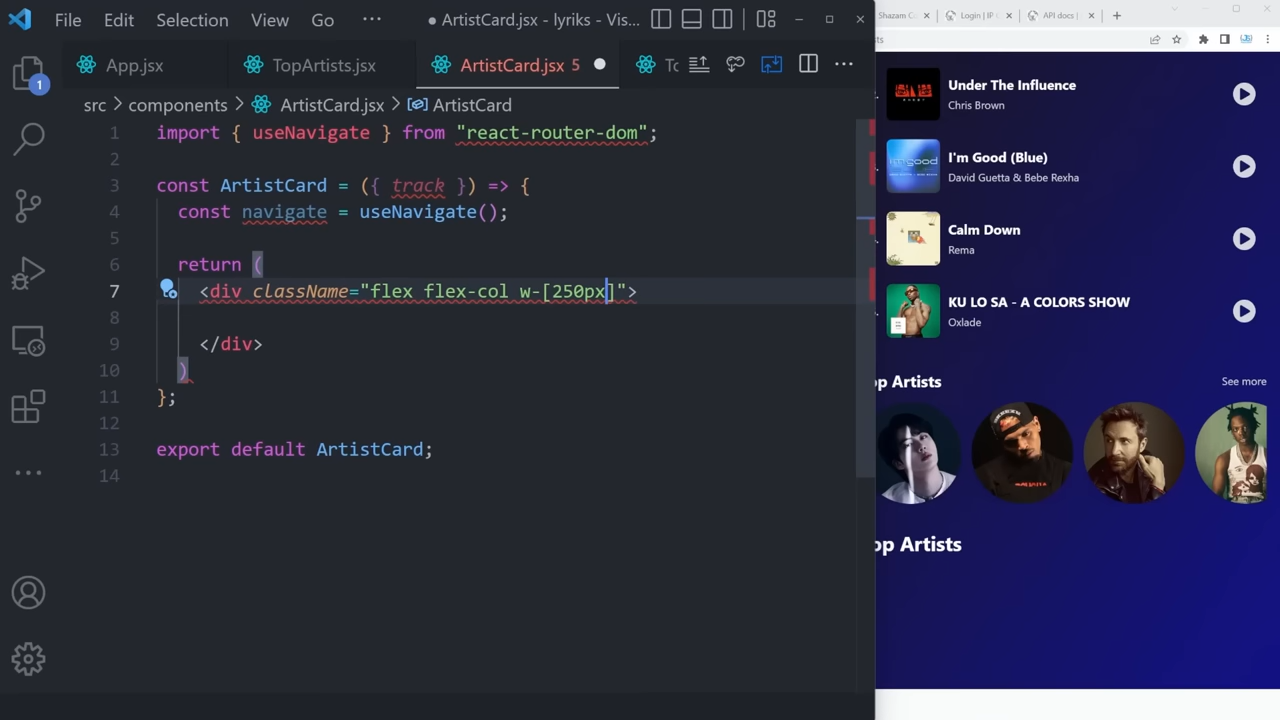 File Edit Selection View Go ··· ● ArtistCard.jsx - lyriks - Vis...
App.jsx TopArtists.jsx ArtistCard.jsx 5 Tc
src > components > ArtistCard.jsx > ArtistCard
1 import { useNavigate } from "react-router-dom";
2
3 const ArtistCard = ({ track }) => {
4 const navigate = useNavigate();
5
6 return (
7 <div className="flex flex-col w-[250px]">
8
9 </div>
10 )
11 };
12
13 export default ArtistCard;
14
1
Shazam C Login | IP s API docs |
sts
Under The Influence
Chris Brown
I'm Good (Blue)
David Guetta & Bebe Rexha
Calm Down
Rema
KU LO SA - A COLORS SHOW
Oxlade
op Artists See more
op Artists